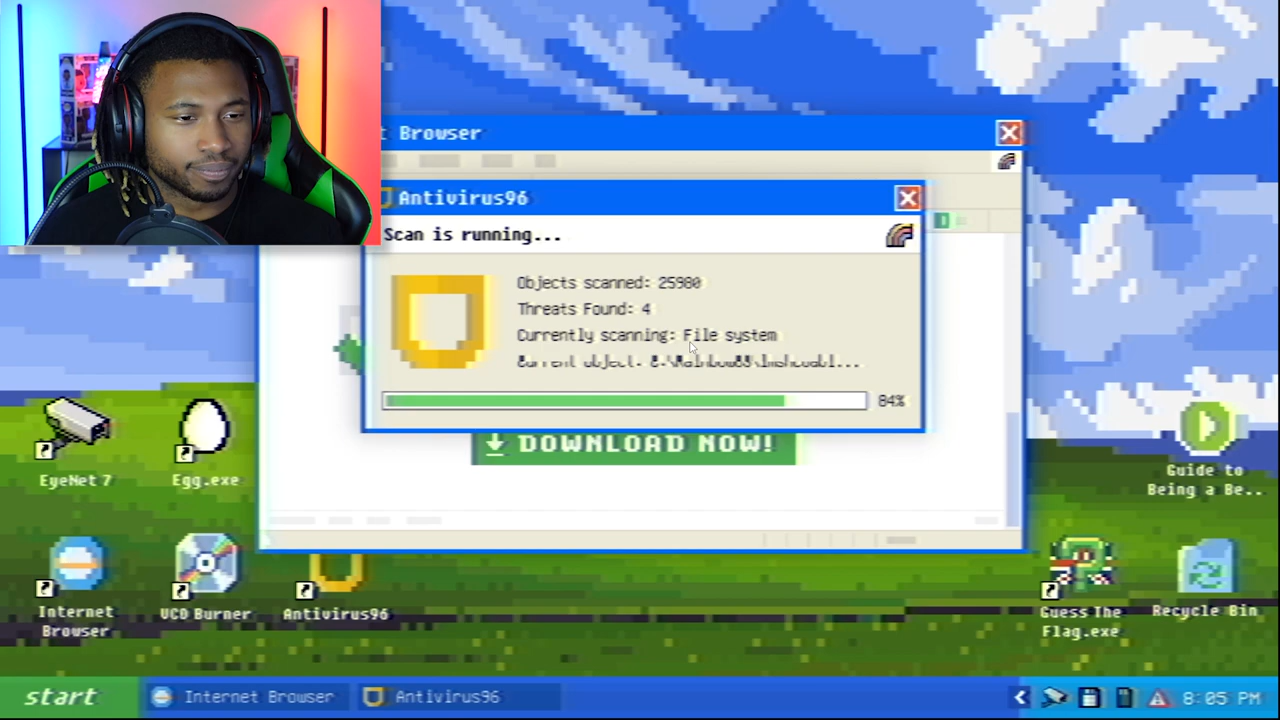 t Browser
Antivirus96
Scan is running...
Objects scanned: 25980
Threats Found: 4
Currently scanning: File system
84%
DOWNLOAD NOW!
EyeNet 7
Egg.exe
Guide to
Being a Be..
Internet
Browser
VCD Burner
Antivirus96
Guess The
Flag.exe
Recycle Bin
start
Internet Browser
Antivirus96
8:05 PM